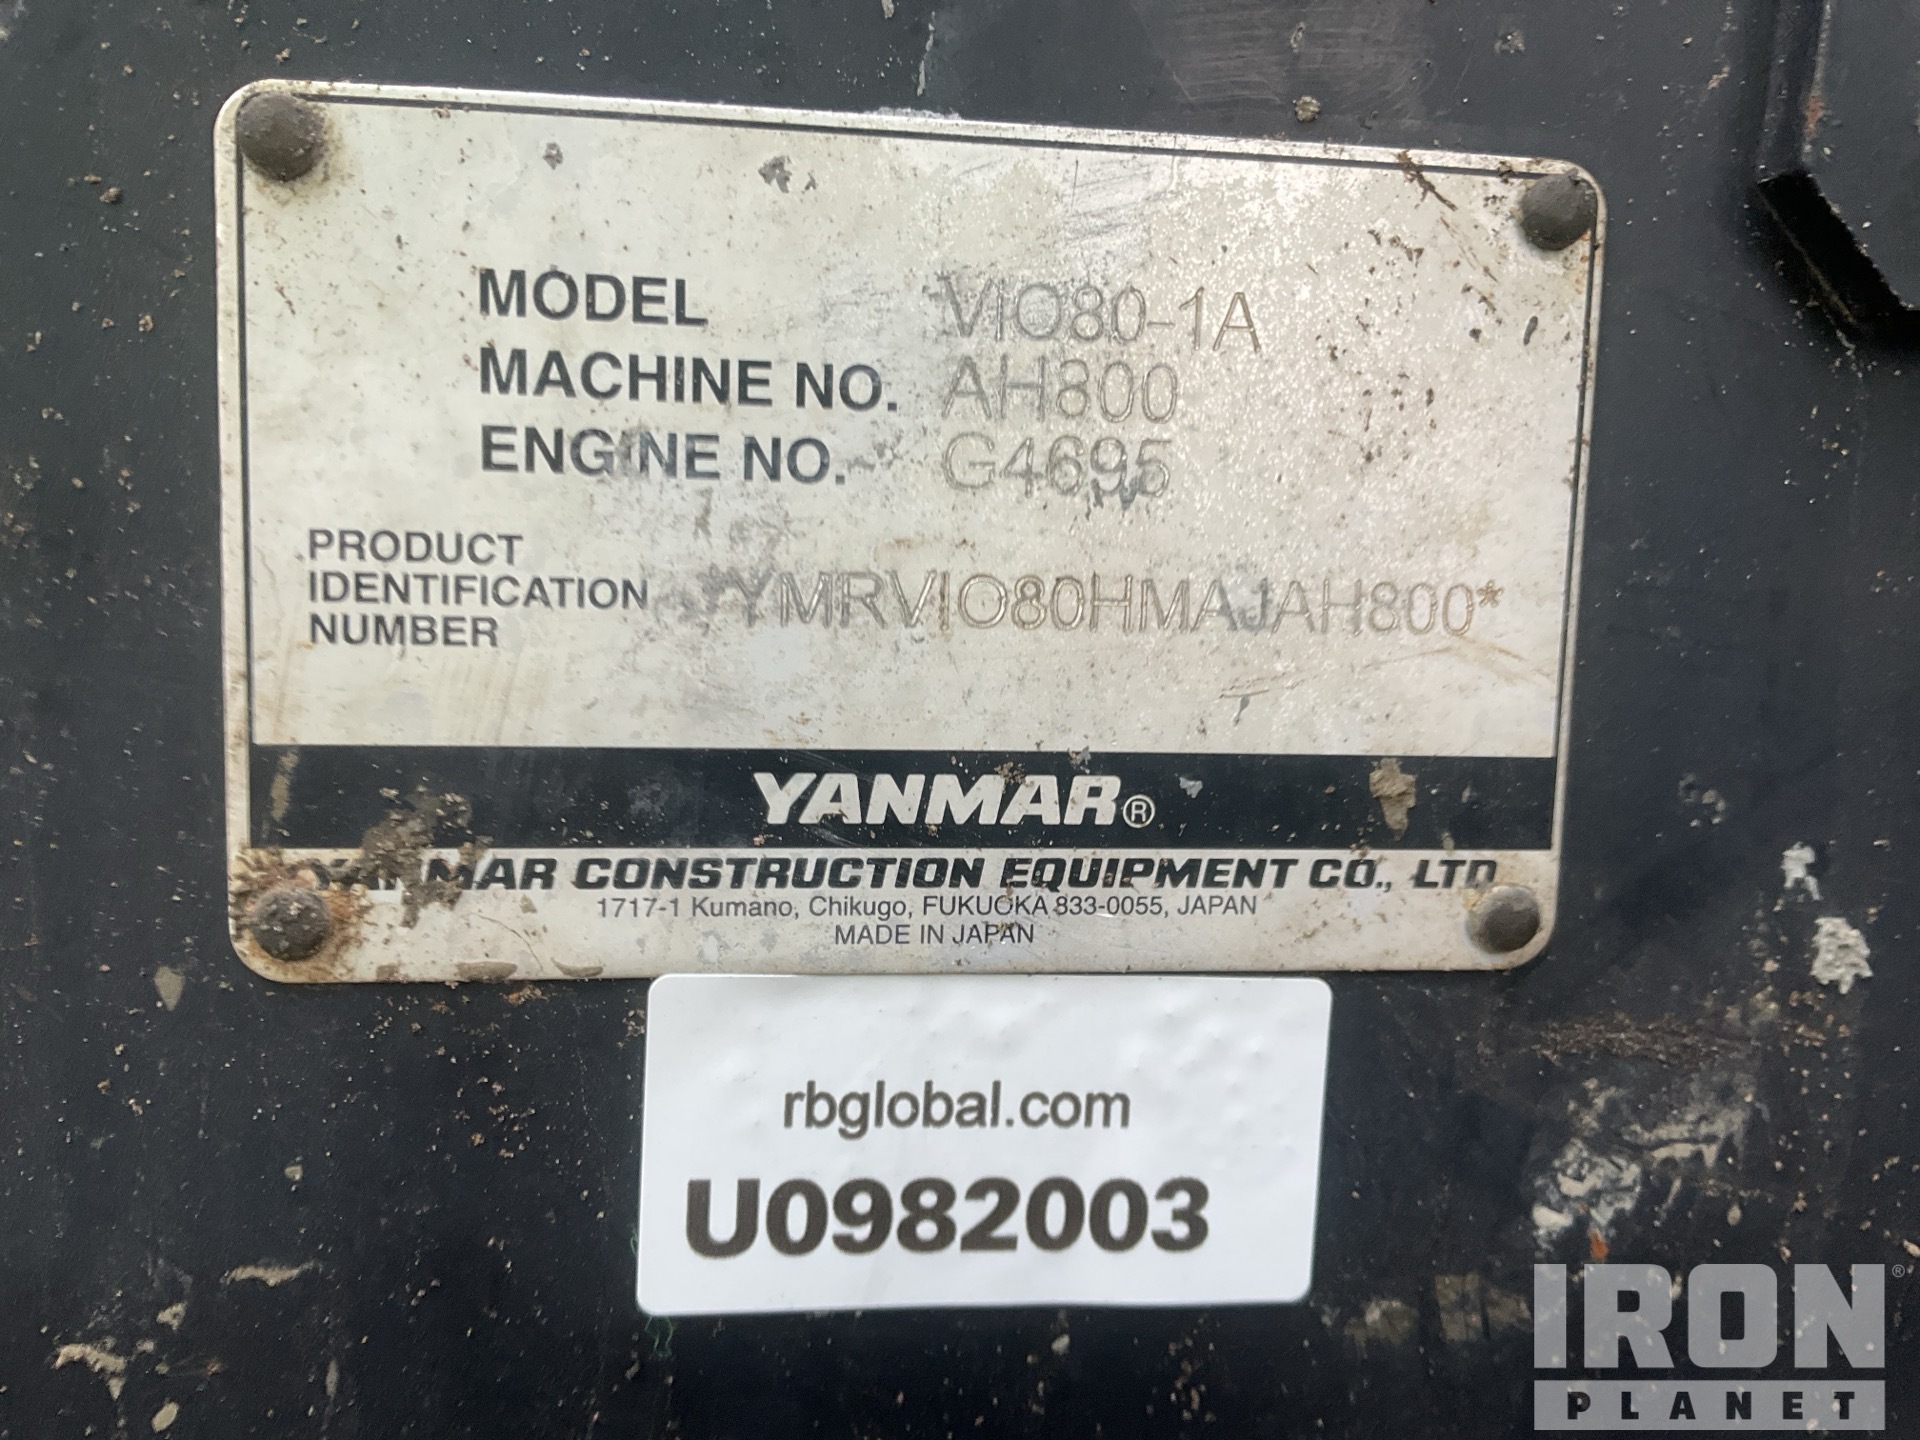 MODEL VIO80-1A
MACHINE NO. AH800
ENGINE NO. G4695
PRODUCT
IDENTIFICATION
NUMBER
*YMRVIO80HMAJAH800*
YANMAR®
YANMAR CONSTRUCTION EQUIPMENT CO., LTD
1717-1 Kumano, Chikugo, FUKUOKA 833-0055, JAPAN
MADE IN JAPAN
rbglobal.com
U0982003
IRON®
PLANET